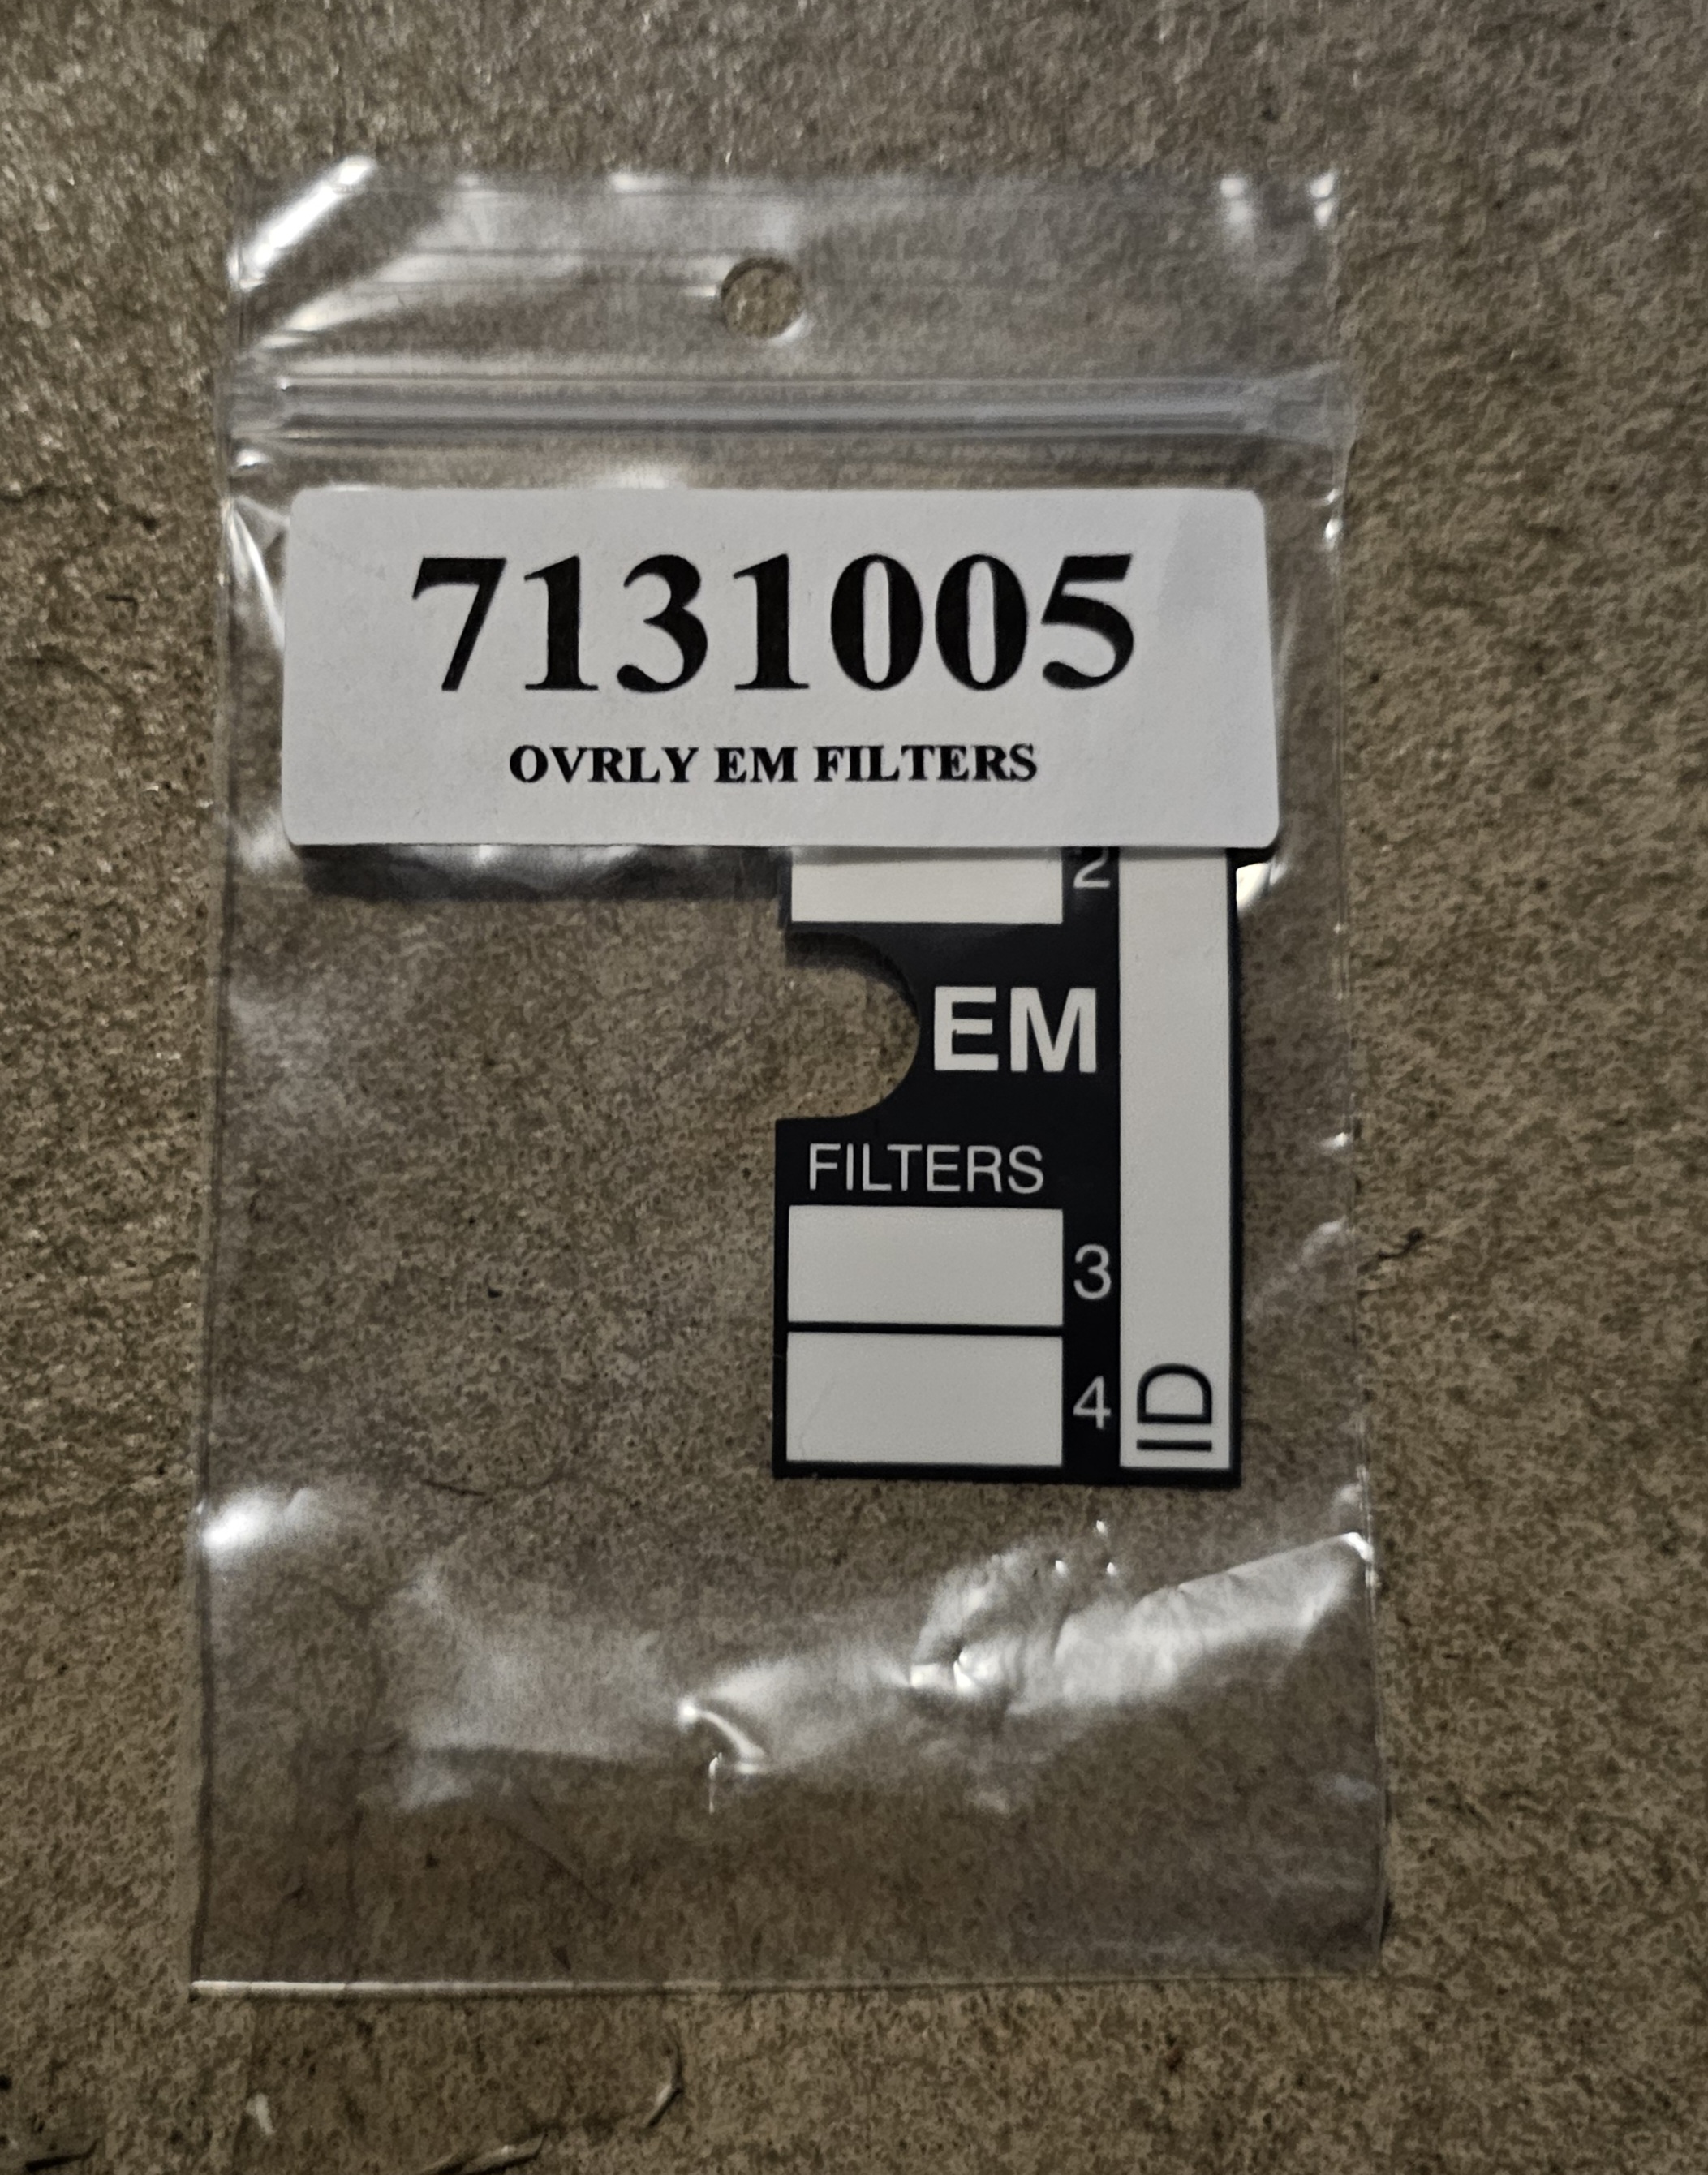 7131005
OVRLY EM FILTERS
2
EM
FILTERS
3
4
ID